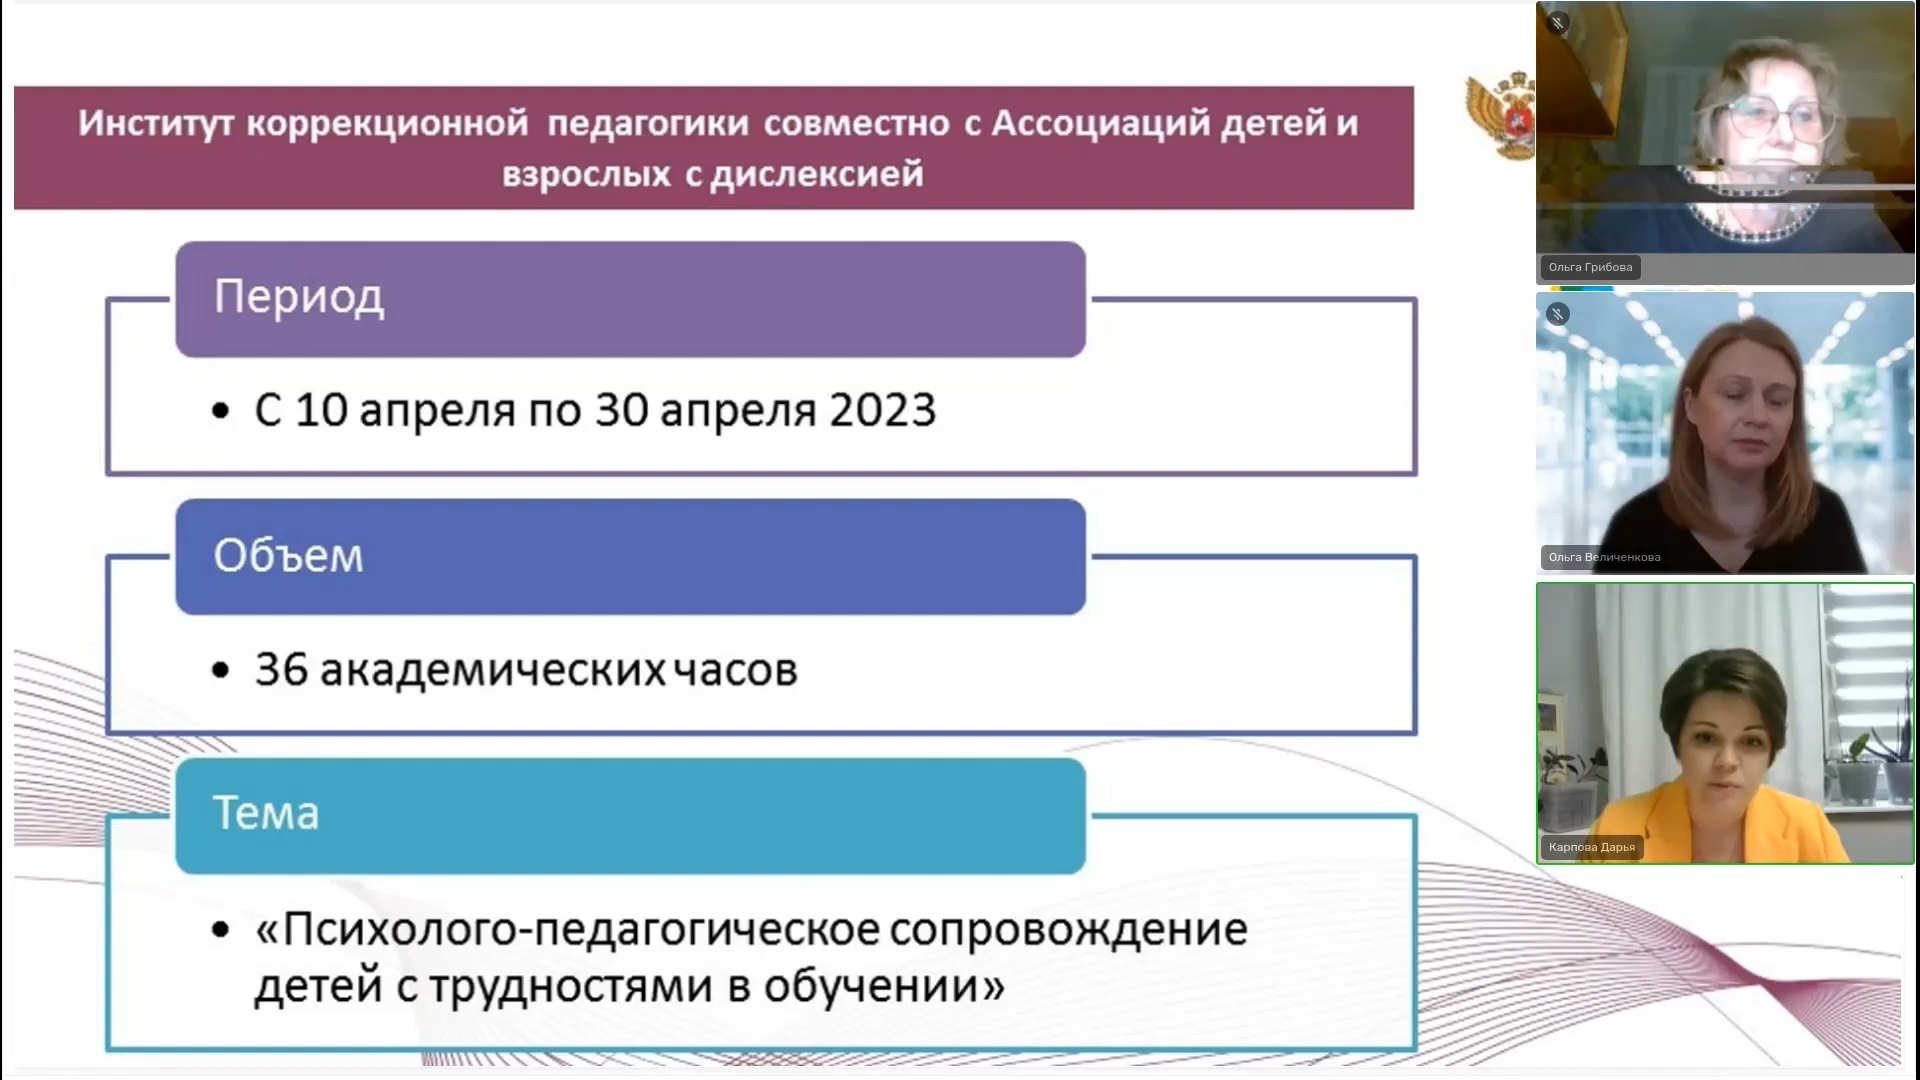 Институт коррекционной педагогики совместно с Ассоциаций детей и
взрослых с дислексией
Период
• С 10 апреля по 30 апреля 2023
Объем
• 36 академических часов
Тема
• «Психолого-педагогическое сопровождение
детей с трудностями в обучении»
Ольга Грибова
Ольга Величенкова
Карпова Дарья